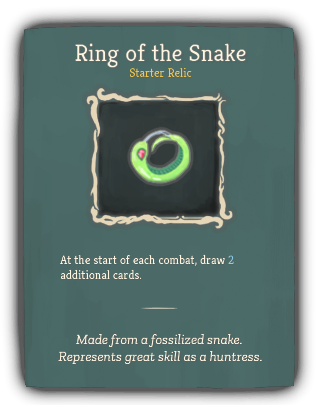 Ring of the Snake
Starter Relic
At the start of each combat, draw 2
additional cards.
Made from a fossilized snake.
Represents great skill as a huntress.